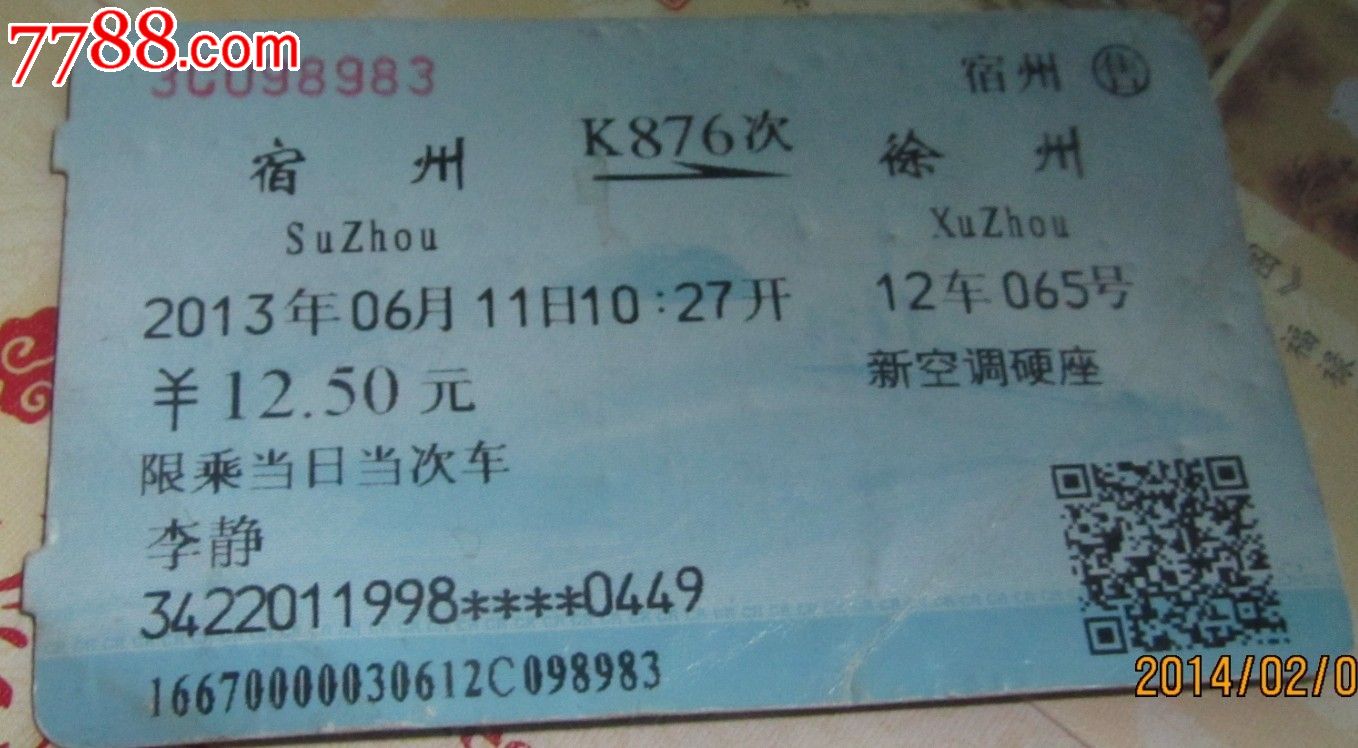 7788.com
3C098983
宿州 售
宿州 K876次 徐州
SuZhou XuZhou
2013年06月11日10:27开 12车065号
￥12.50元 新空调硬座
限乘当日当次车
李静
3422011998****0449
16670000030612C098983
2014/02/0